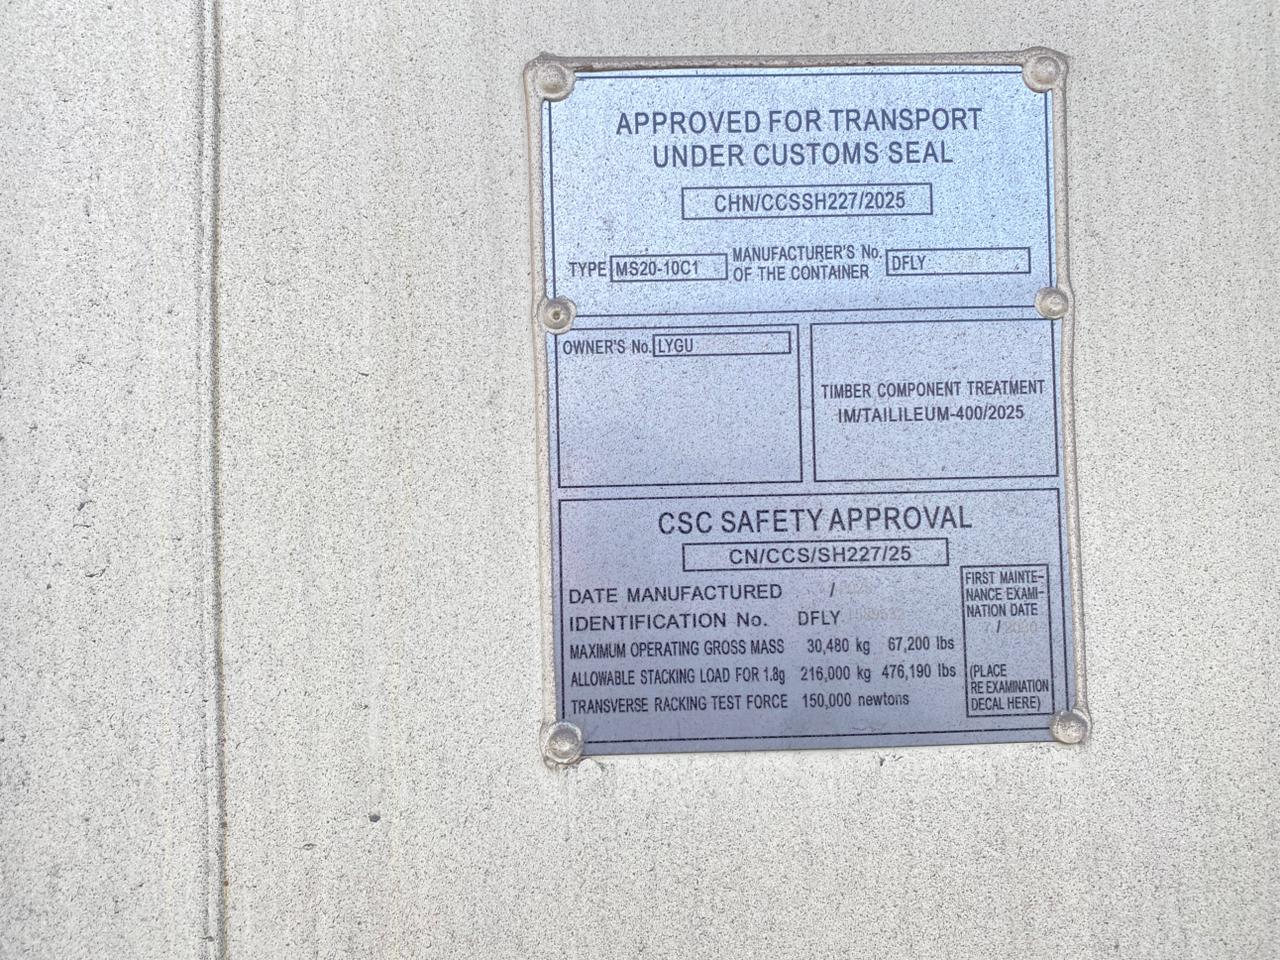 APPROVED FOR TRANSPORT
UNDER CUSTOMS SEAL
CHN/CCSSH227/2025
TYPE MS20-10C1 MANUFACTURER'S No. OF THE CONTAINER DFLY
OWNER'S No. LYGU
TIMBER COMPONENT TREATMENT
IM/TAILILEUM-400/2025
CSC SAFETY APPROVAL
CN/CCS/SH227/25
DATE MANUFACTURED /
IDENTIFICATION No. DFLY
MAXIMUM OPERATING GROSS MASS 30,480 kg 67,200 lbs
ALLOWABLE STACKING LOAD FOR 1.8g 216,000 kg 476,190 lbs
TRANSVERSE RACKING TEST FORCE 150,000 newtons
FIRST MAINTE-
NANCE EXAMI-
NATION DATE
/
(PLACE
RE EXAMINATION
DECAL HERE)